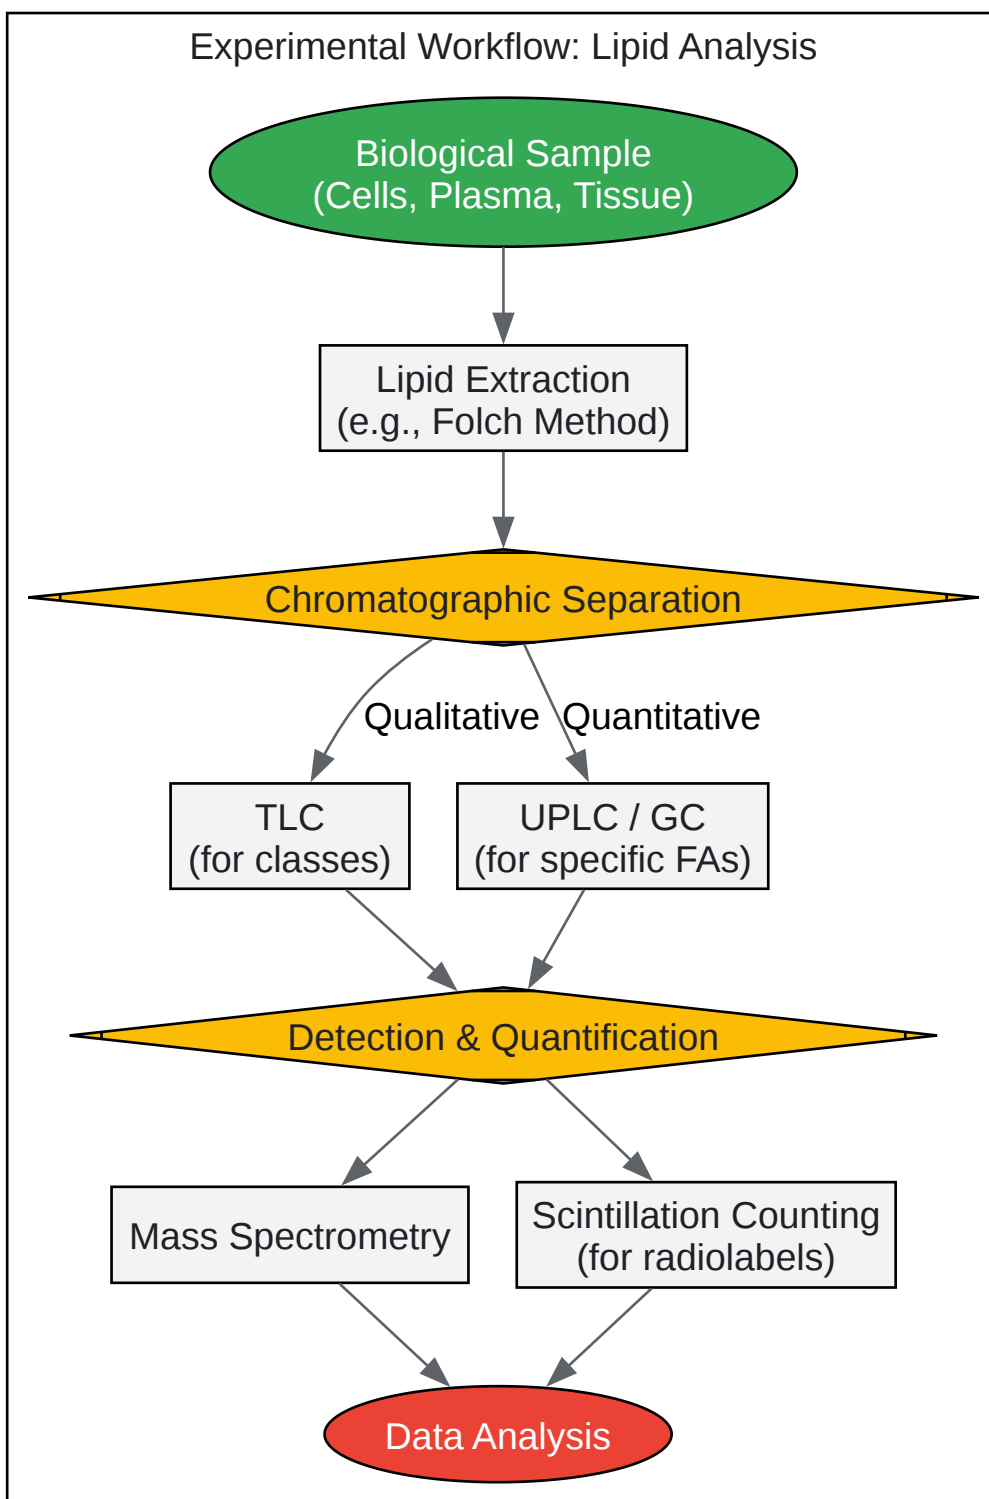 Experimental Workflow: Lipid Analysis
Biological Sample
(Cells, Plasma, Tissue)
Lipid Extraction
(e.g., Folch Method)
Chromatographic Separation
Qualitative
Quantitative
TLC
(for classes)
UPLC / GC
(for specific FAs)
Detection & Quantification
Mass Spectrometry
Scintillation Counting
(for radiolabels)
Data Analysis